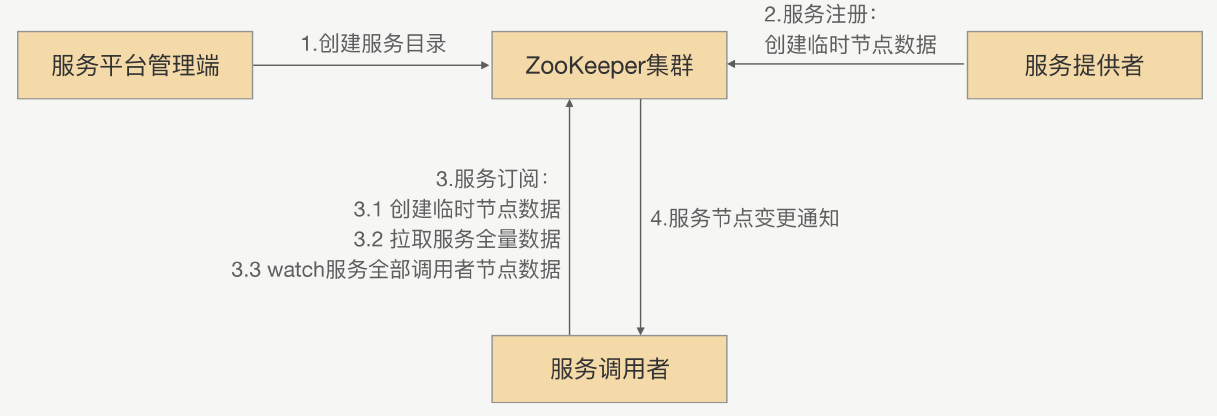 服务平台管理端
1.创建服务目录
ZooKeeper集群
2.服务注册：
创建临时节点数据
服务提供者
3.服务订阅：
3.1 创建临时节点数据
3.2 拉取服务全量数据
3.3 watch服务全部调用者节点数据
4.服务节点变更通知
服务调用者